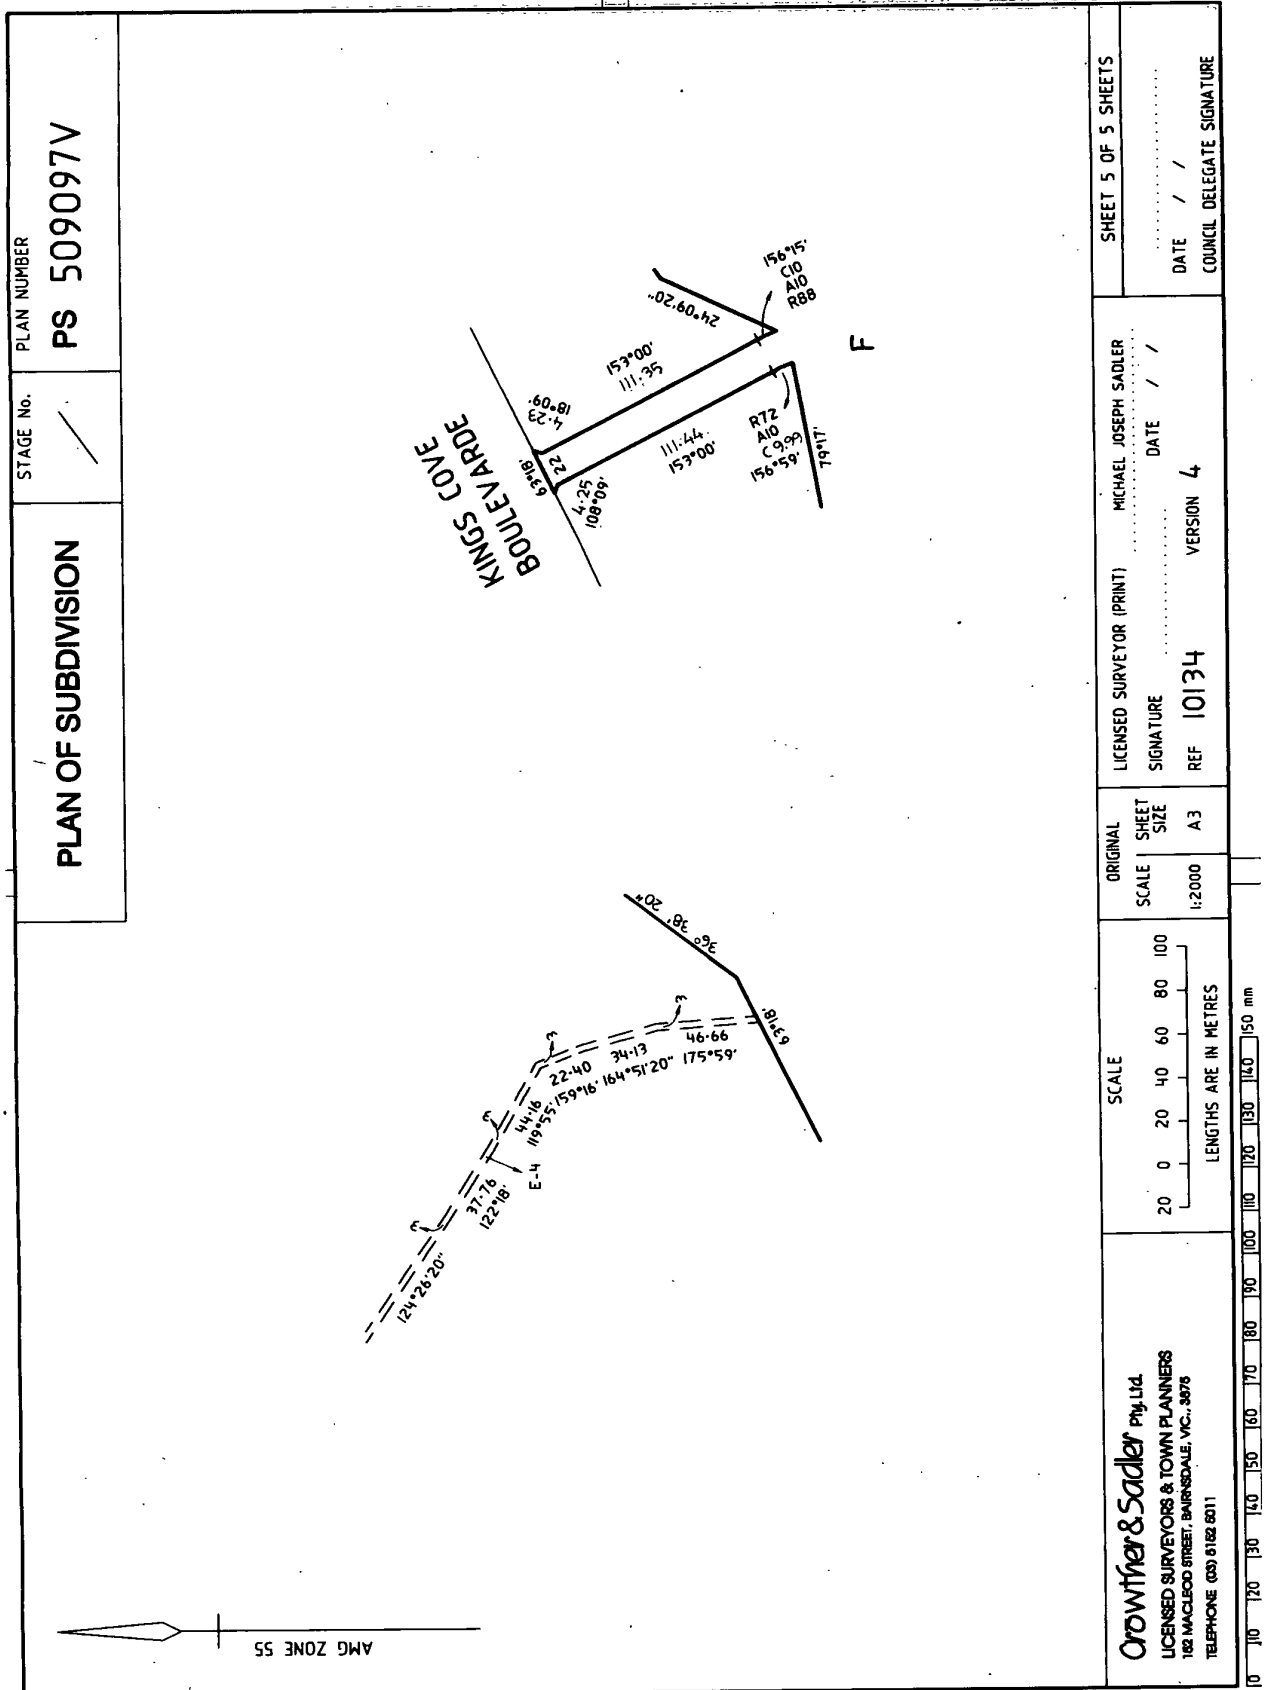 PLAN OF SUBDIVISION
STAGE No.
PLAN NUMBER
PS 509097V
AMG ZONE 55
124°26'20"
3
37·76
122°18'
E-4
3
44·16
119°55'
22·40
159°16'
3
34·13
164°51'20"
3
46·66
175°59'
63°18'
36° 38' 20"
KINGS COVE
BOULEVARDE
63°18'
22
4·23
18°09'
4·25
108°09'
153°00'
111·35
111·44
153°00'
24°09'20"
156°15'
C10
A10
R88
R72
A10
C 9·99
156°59'
79°17'
F
Crowther & Sadler Pty. Ltd.
LICENSED SURVEYORS & TOWN PLANNERS
152 MACLEOD STREET, BAIRNSDALE, VIC., 3875
TELEPHONE (03) 5152 5011
SCALE
20 0 20 40 60 80 100
LENGTHS ARE IN METRES
ORIGINAL
SCALE
SHEET SIZE
1:2000
A3
LICENSED SURVEYOR (PRINT) MICHAEL JOSEPH SADLER
SIGNATURE DATE / /
REF 10134 VERSION 4
SHEET 5 OF 5 SHEETS
DATE / /
COUNCIL DELEGATE SIGNATURE
0 10 20 30 40 50 60 70 80 90 100 110 120 130 140 150 mm